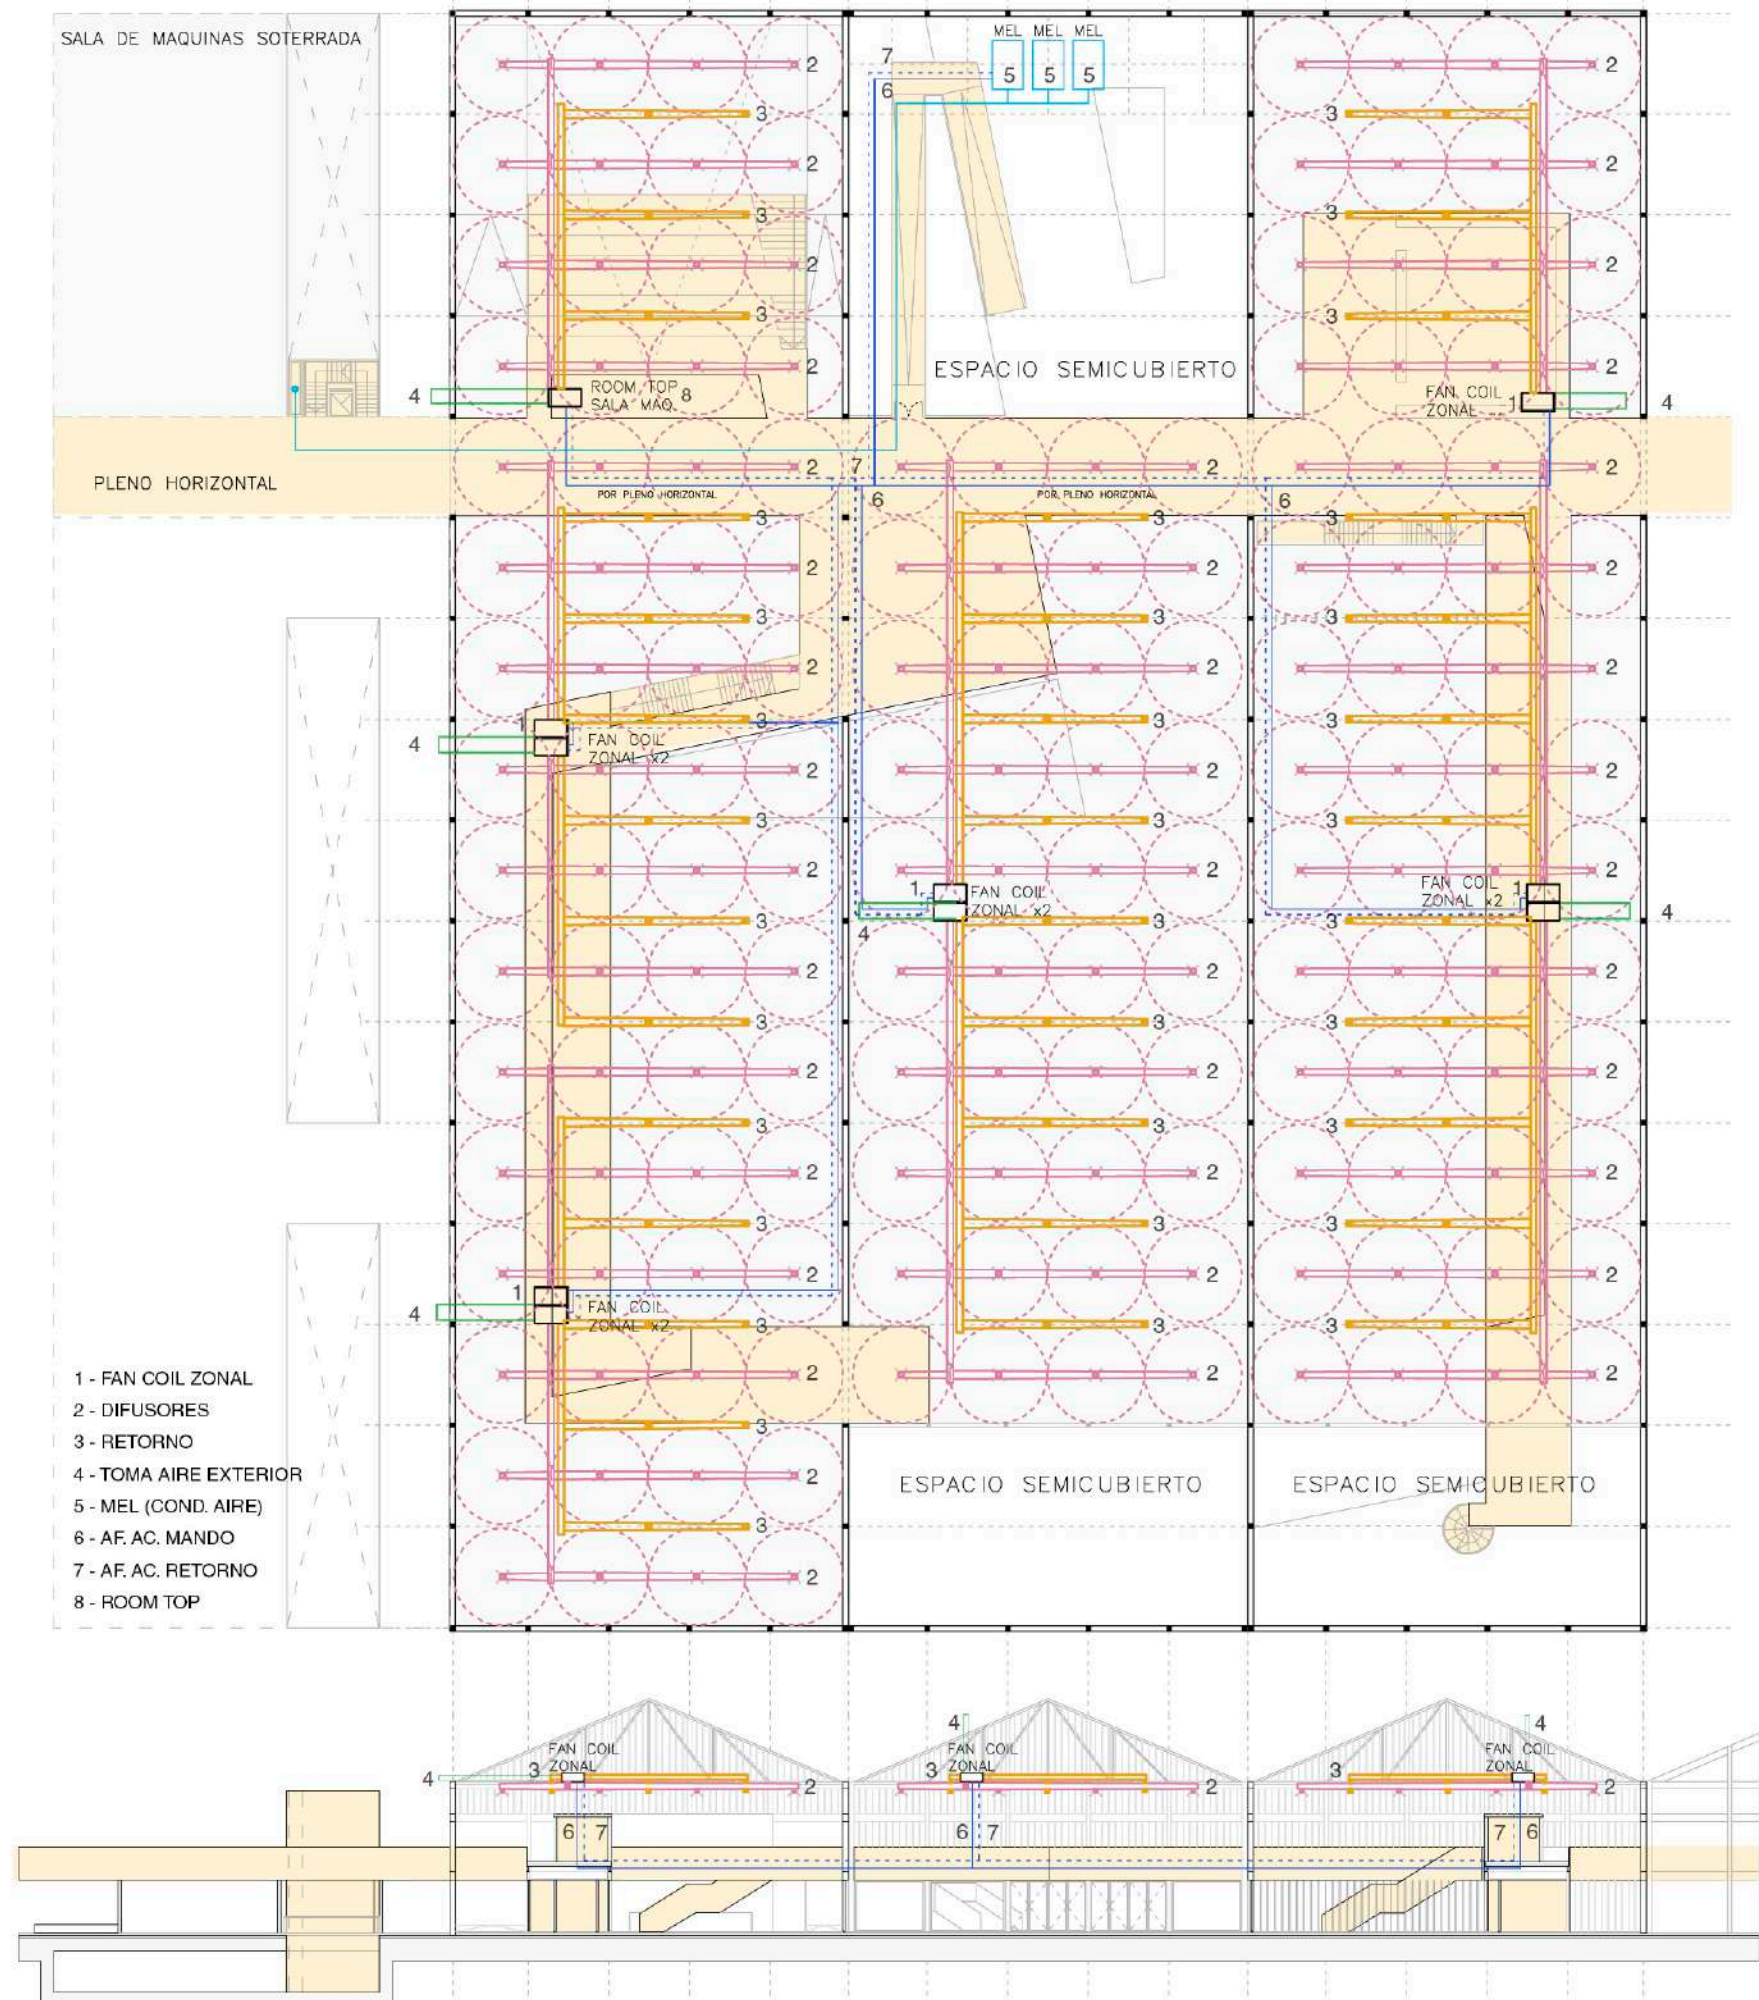 MEL MEL MEL
SALA DE MAQUINAS SOTERRADA
2 7 5 5 5 2
6
3 3
2 2
3 3
2 2
3 3
2 ESPACIO SEMICUBIERTO 2
4 ROOM TOP 8
SALA MAQ.
FAN COIL
ZONAL 1 4
2 7 2 2
PLENO HORIZONTAL
POR PLENO HORIZONTAL 6 POR PLENO HORIZONTAL 6
3 3 3
2 2 2
3 3 3
2 2 2
1 3 3 3
4 FAN COIL
ZONAL x2
2 2 2
3 3 3
2 2 2
1 FAN COIL
ZONAL x2
FAN COIL 1
ZONAL x2 4
3 4 3 3
2 2 2
3 3 3
2 2 2
3 3 3
2 2 2
3 3 3
2 2 2
1
4 FAN COIL
ZONAL x2
3 3 3
2 2 2
3
2 ESPACIO SEMICUBIERTO ESPACIO SEMICUBIERTO
3
2
1 - FAN COIL ZONAL
2 - DIFUSORES
3 - RETORNO
4 - TOMA AIRE EXTERIOR
5 - MEL (COND. AIRE)
6 - AF. AC. MANDO
7 - AF. AC. RETORNO
8 - ROOM TOP
4 4
FAN COIL FAN COIL FAN COIL
3 ZONAL 3 ZONAL 3 ZONAL
4 2 2 2
6 7 6 7 7 6